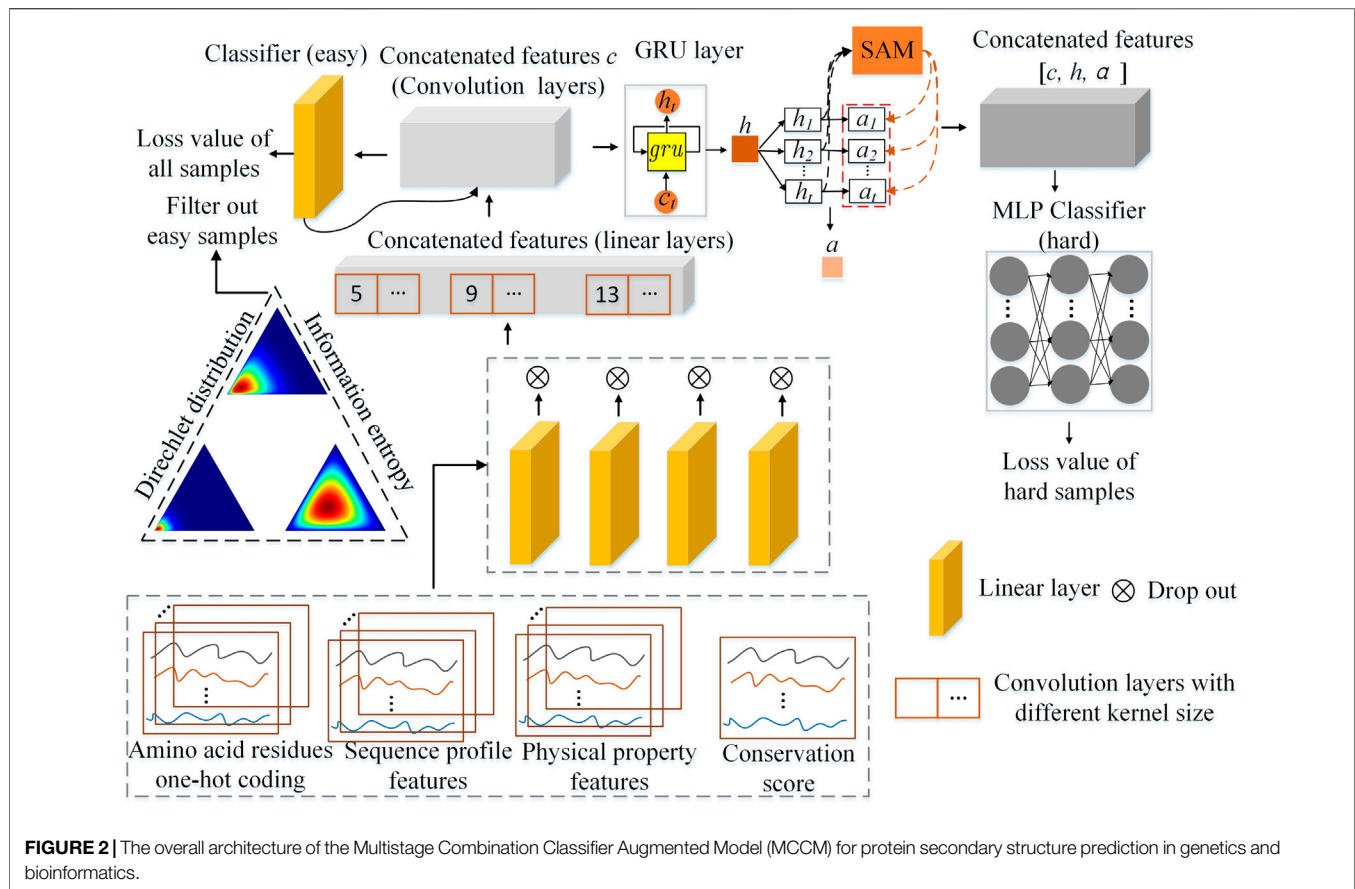 Classifier (easy)
Concatenated features c
(Convolution layers)
GRU layer
SAM
Concatenated features
[c, h, a ]
Loss value of
all samples
Filter out
easy samples
h_t
gru
c_t
h
h_1
a_1
h_2
a_2
h_t
a_t
a
MLP Classifier
(hard)
Concatenated features (linear layers)
5 ...
9 ...
13 ...
Direchlet distribution
Information entropy
Loss value of
hard samples
Linear layer
Drop out
... Convolution layers with
different kernel size
Amino acid residues
one-hot coding
Sequence profile
features
Physical property
features
Conservation
score
FIGURE 2 | The overall architecture of the Multistage Combination Classifier Augmented Model (MCCM) for protein secondary structure prediction in genetics and
bioinformatics.